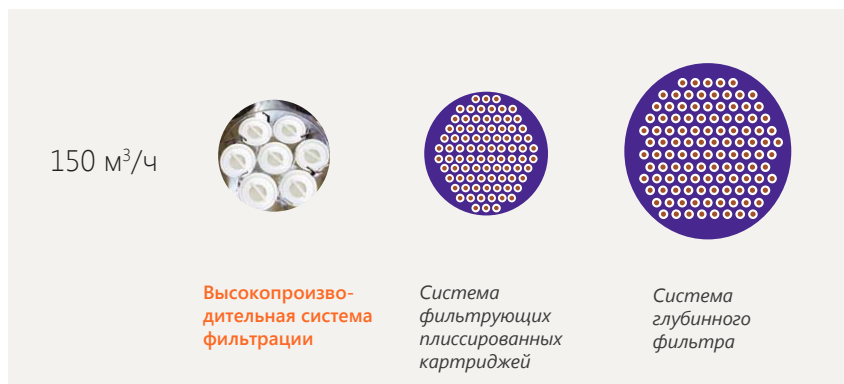 150 м³/ч
Высокопроизво-
дительная система
фильтрации
Система
фильтрующих
плиссированных
картриджей
Система
глубинного
фильтра